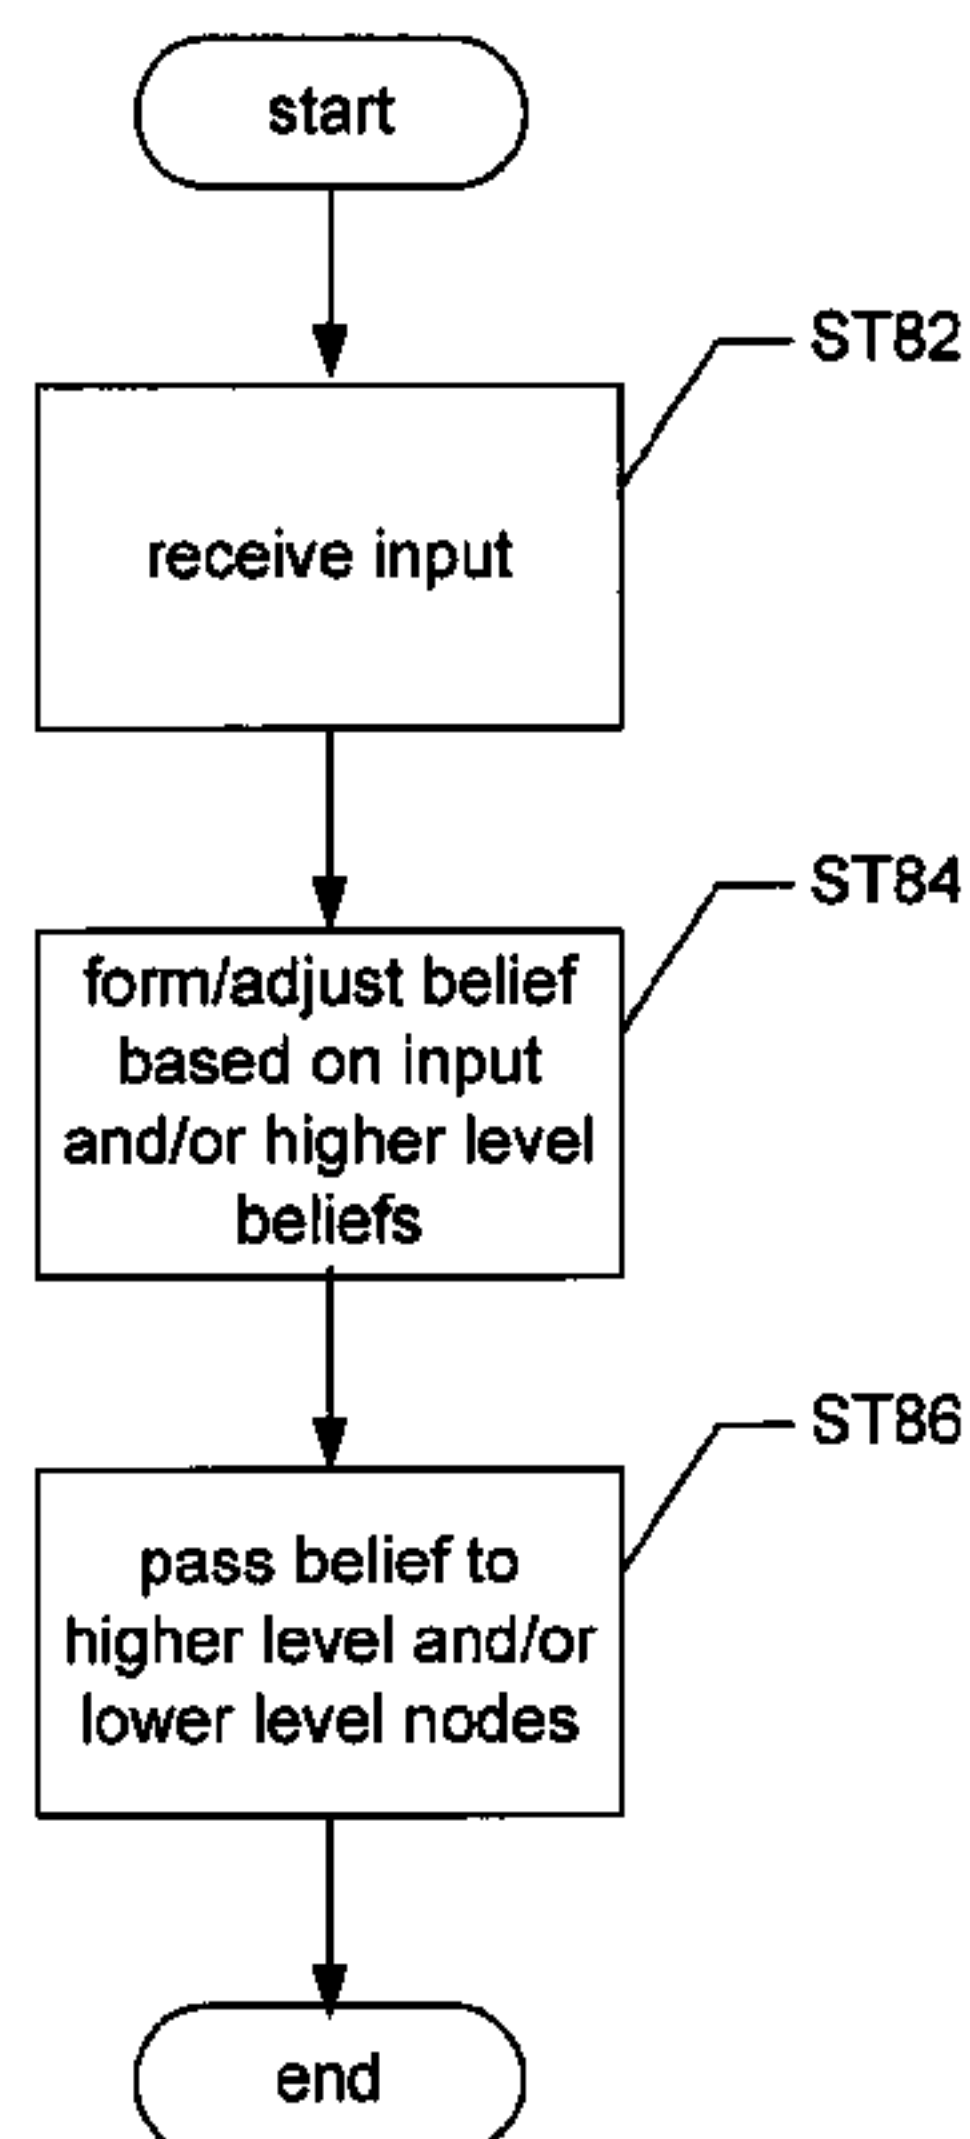 start
ST82
receive input
ST84
form/adjust belief
based on input
and/or higher level
beliefs
ST86
pass belief to
higher level and/or
lower level nodes
end